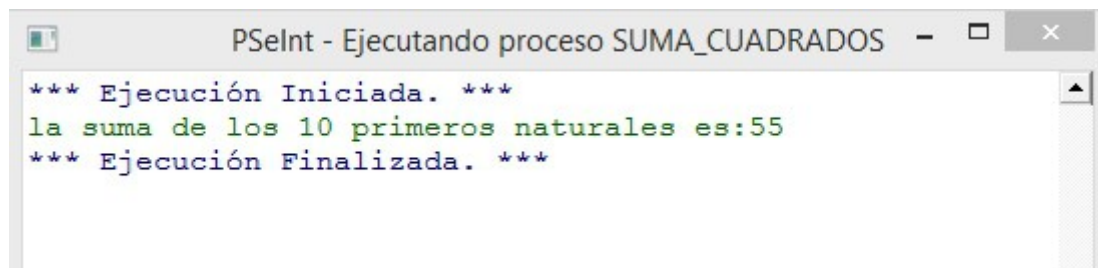 PSeInt - Ejecutando proceso SUMA_CUADRADOS
*** Ejecución Iniciada. ***
la suma de los 10 primeros naturales es:55
*** Ejecución Finalizada. ***